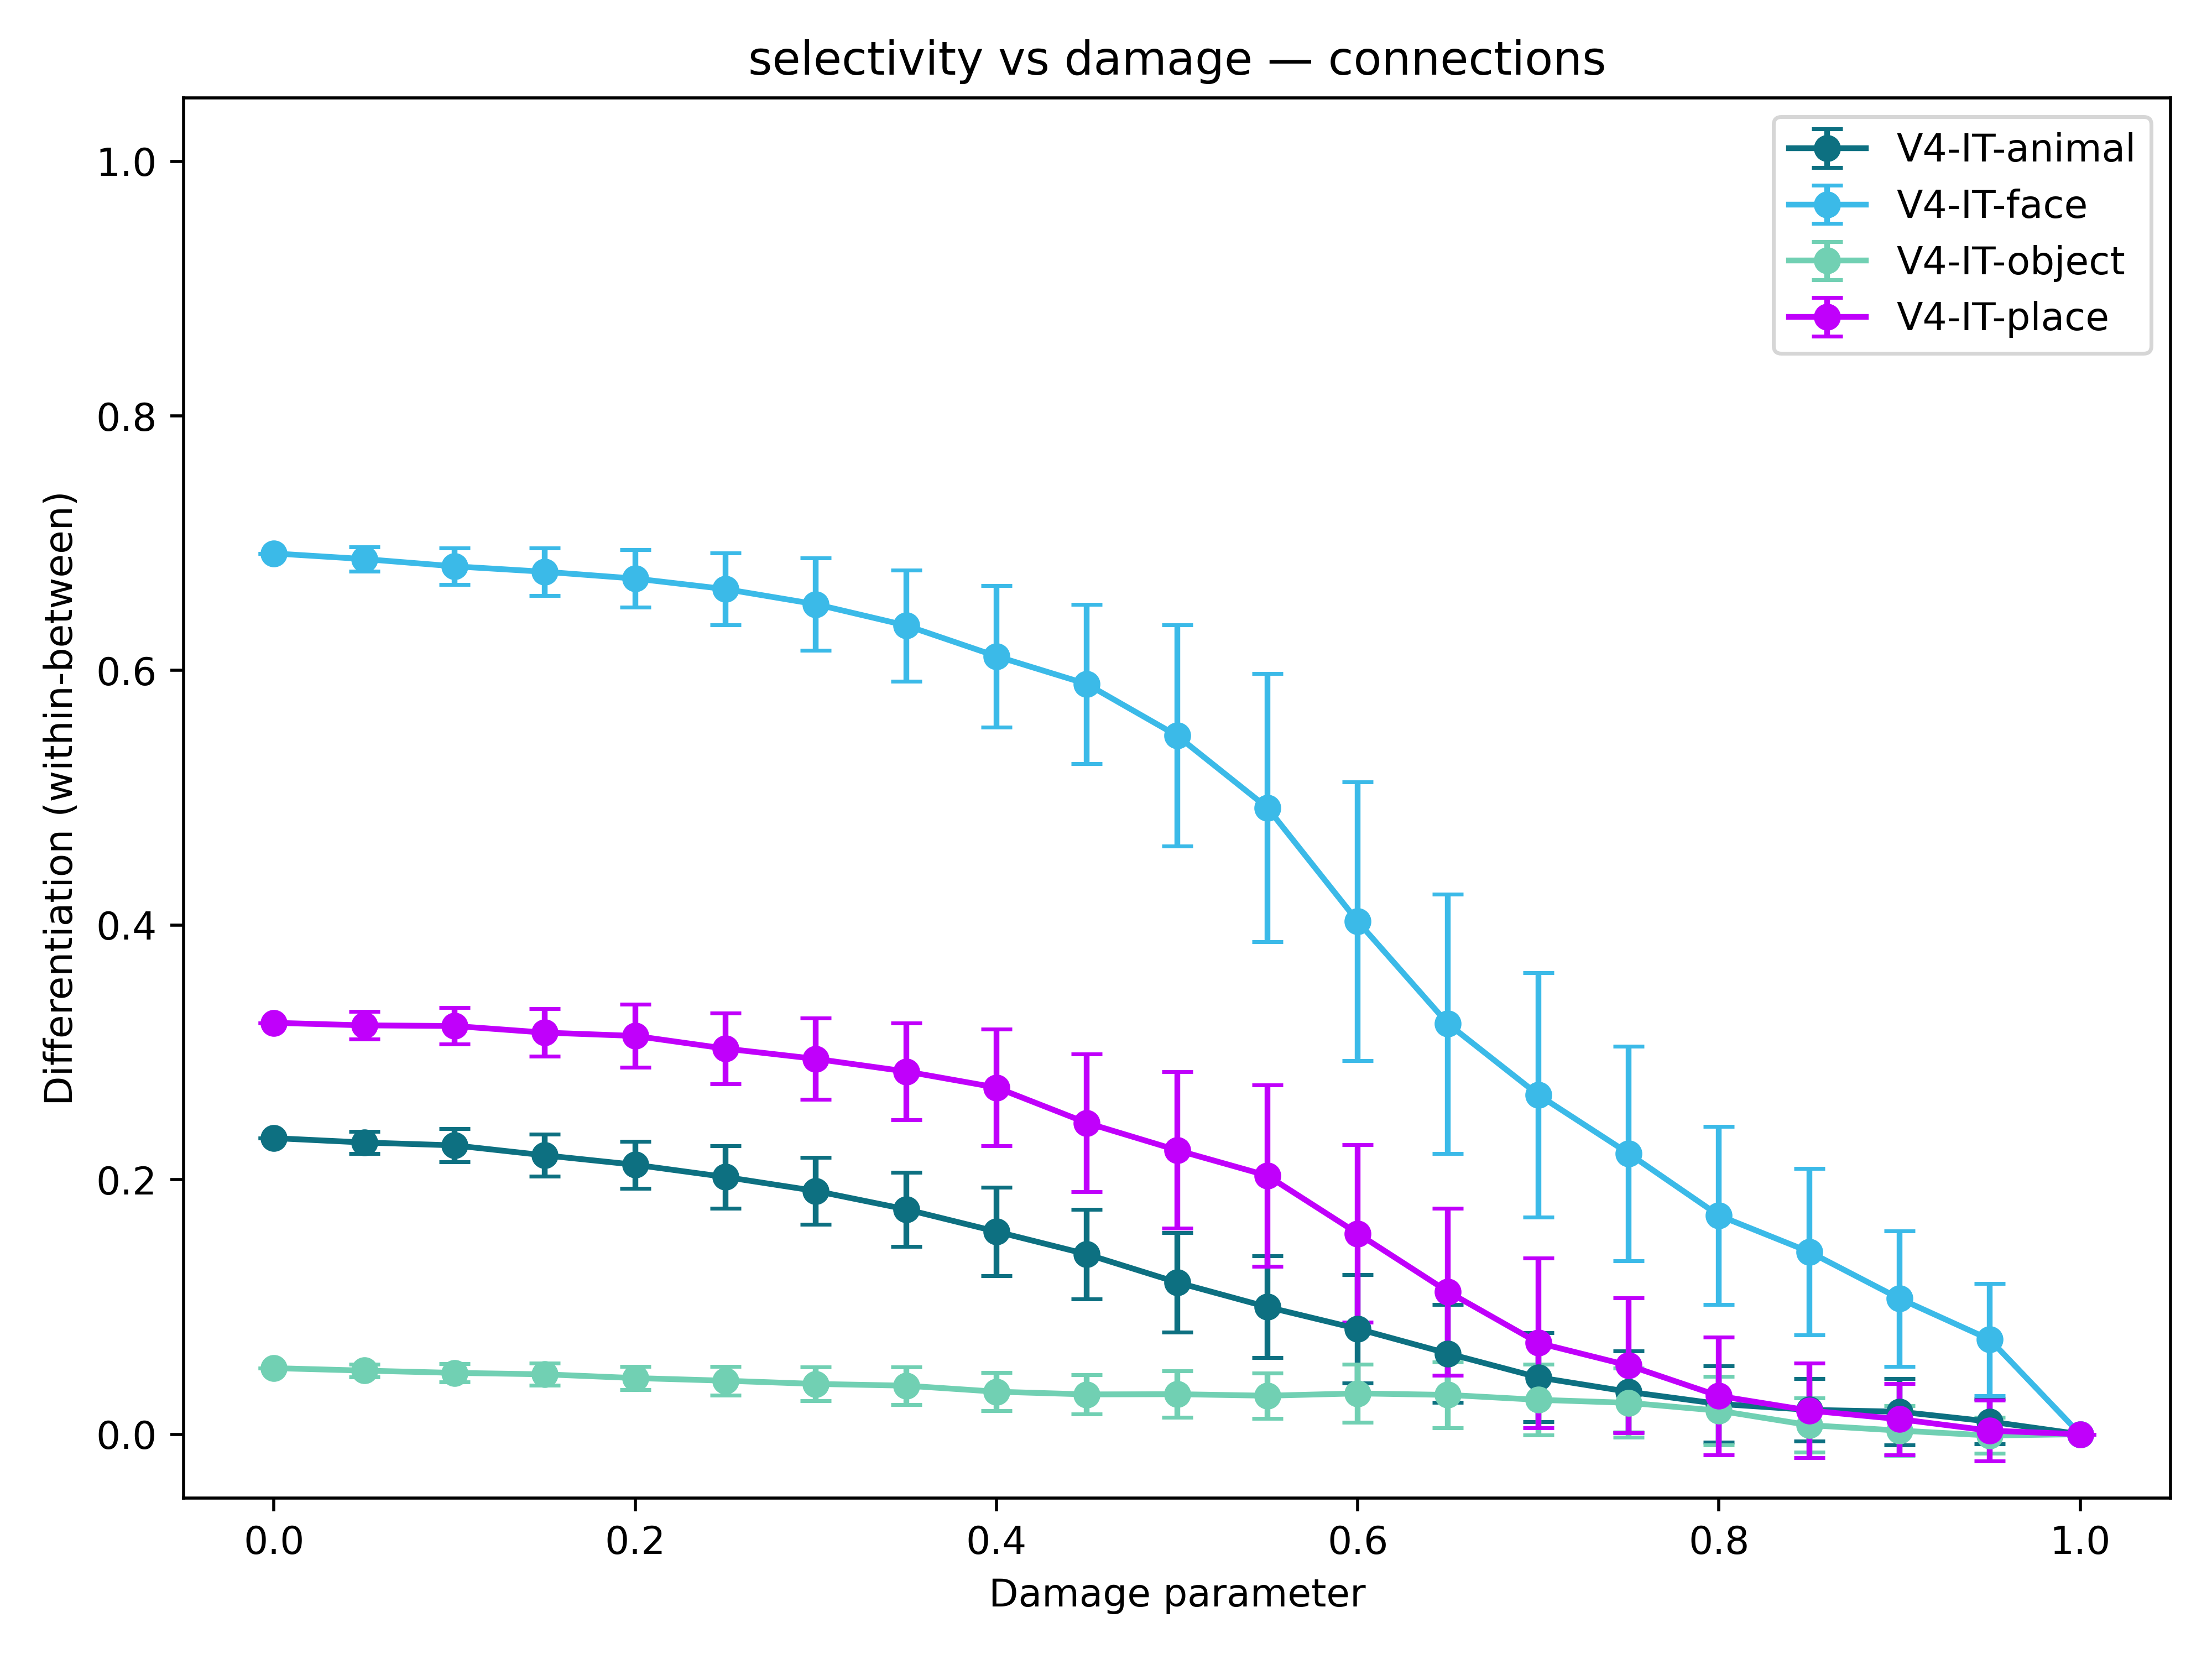 selectivity vs damage — connections
1.0
0.8
0.6
0.4
0.2
0.0
Differentiation (within-between)
V4-IT-animal
V4-IT-face
V4-IT-object
V4-IT-place
0.0 0.2 0.4 0.6 0.8 1.0
Damage parameter